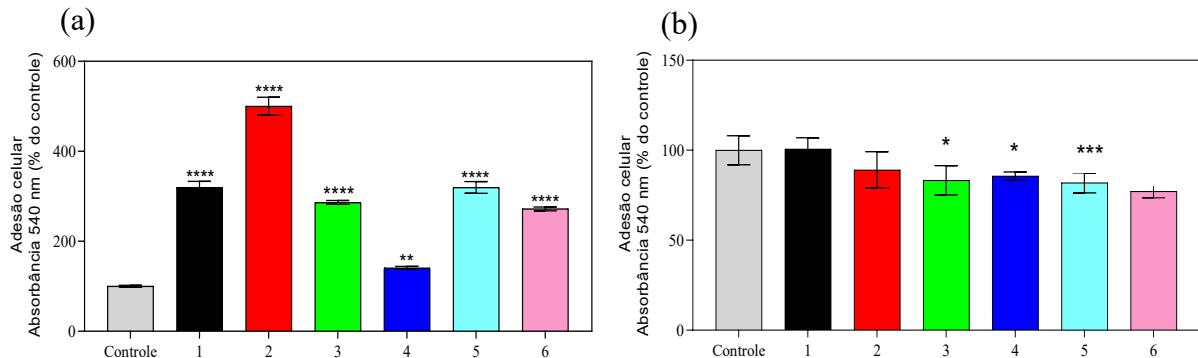 (a)
Adesão celular
Absorbância 540 nm (% do controle)
600
400
200
0
****
****
****
**
****
****
Controle 1 2 3 4 5 6
(b)
Adesão celular
Absorbância 540 nm (% do controle)
150
100
50
0
*
*
***
Controle 1 2 3 4 5 6